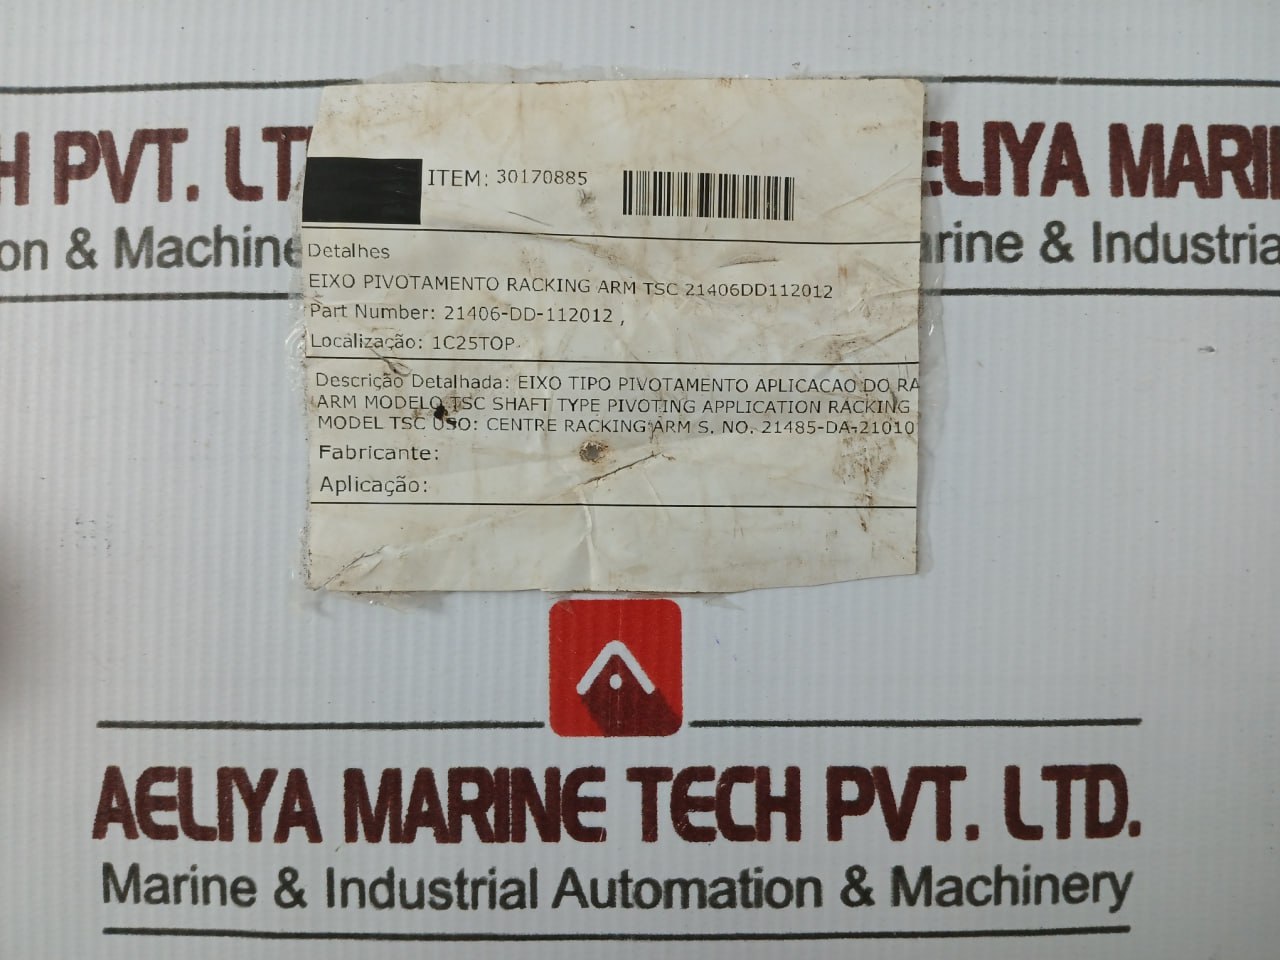 H PVT. LT
ELIYA MARI
on & Machine
arine & Industria
ITEM: 30170885
Detalhes
EIXO PIVOTAMENTO RACKING ARM TSC 21406DD112012
Part Number: 21406-DD-112012 ,
Localização: 1C25TOP
Descrição Detalhada: EIXO TIPO PIVOTAMENTO APLICACAO DO RA
ARM MODELO TSC SHAFT TYPE PIVOTING APPLICATION RACKING
MODEL TSC USO: CENTRE RACKING ARM S. NO. 21485-DA-21010
Fabricante:
Aplicação:
AELIYA MARINE TECH PVT. LTD.
Marine & Industrial Automation & Machinery